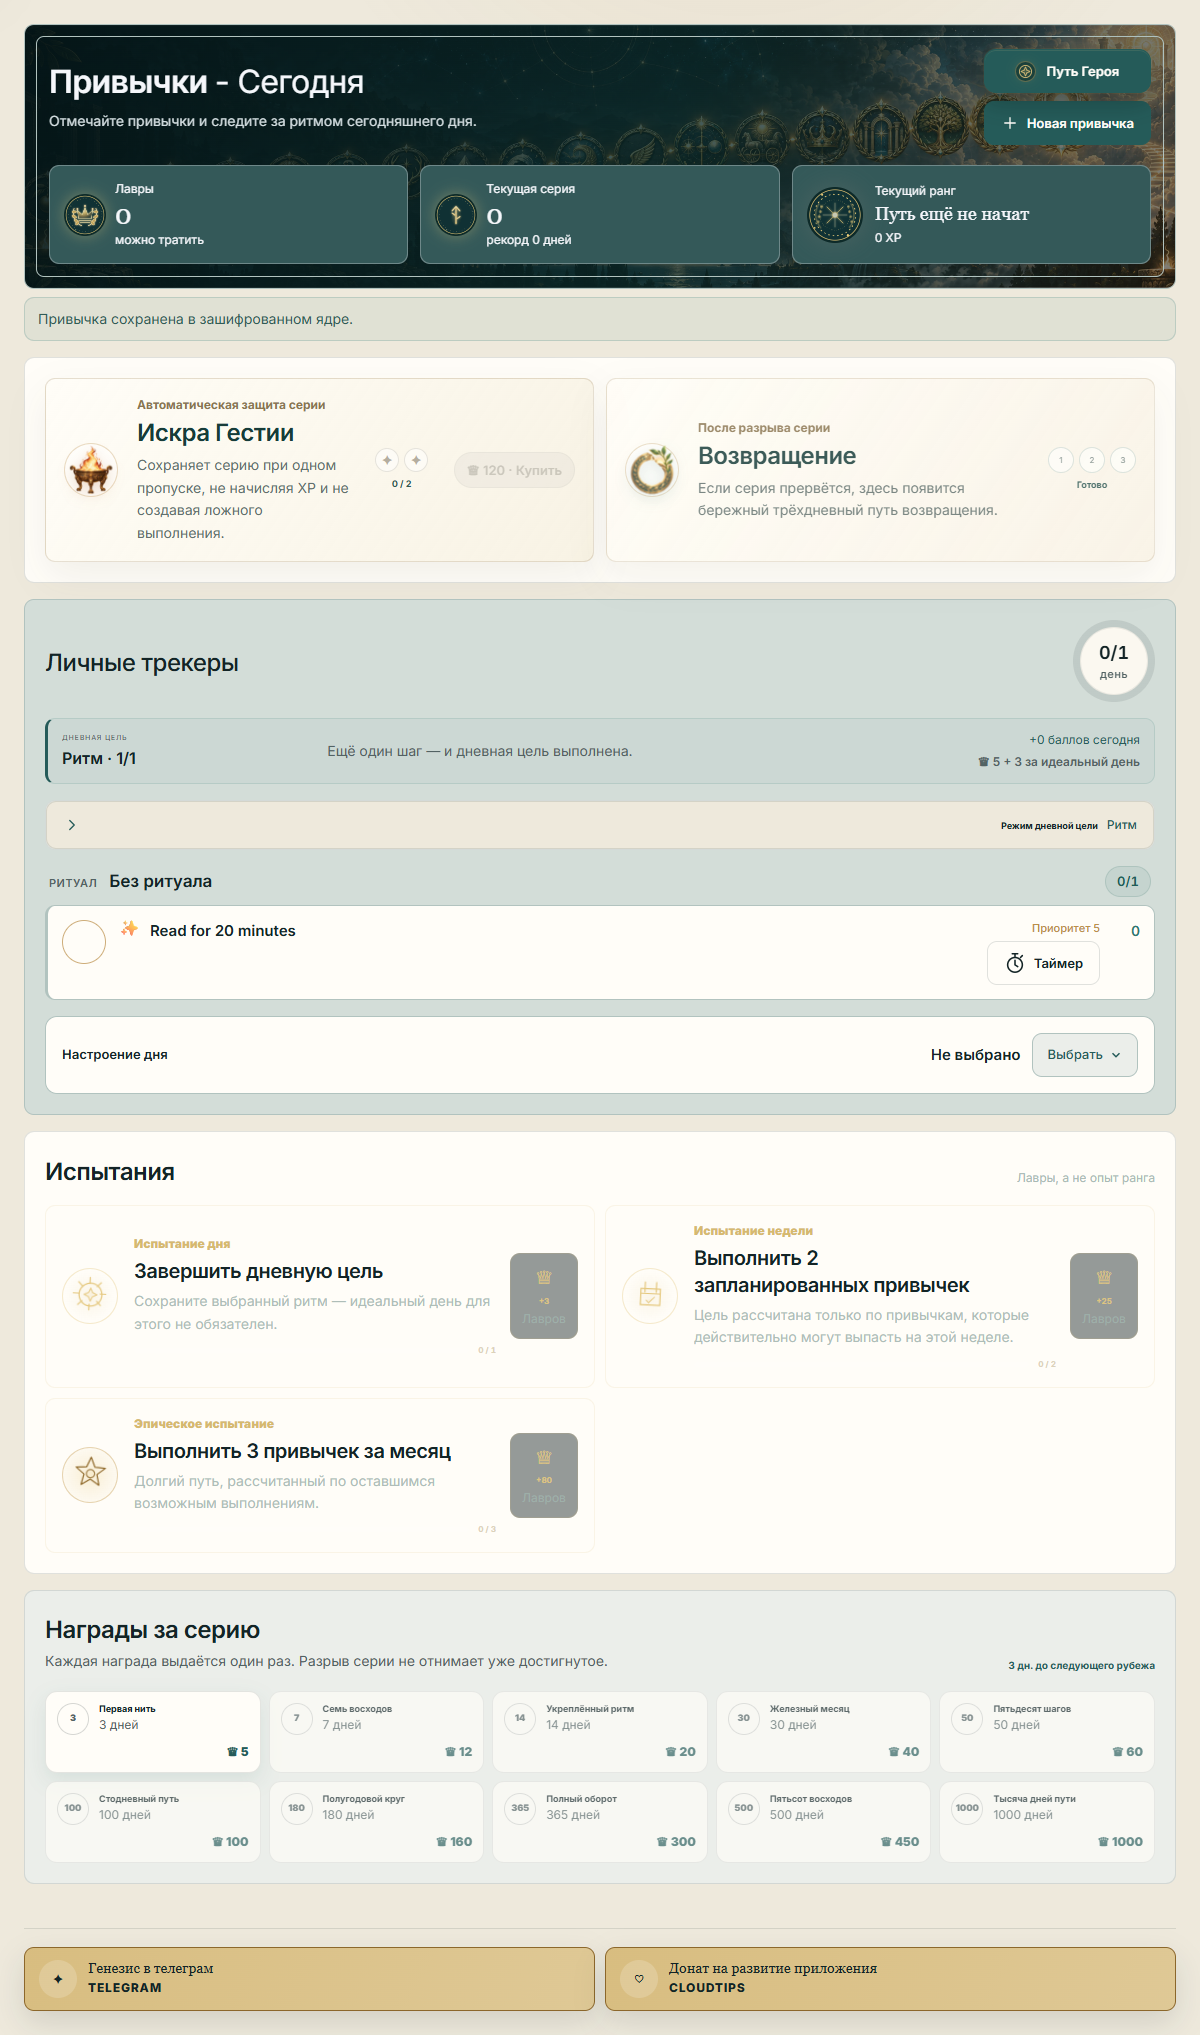 Привычки - Сегодня
Отмечайте привычки и следите за ритмом сегодняшнего дня.
Путь Героя
Новая привычка
Лавры
0
можно тратить
Текущая серия
0
рекорд 0 дней
Текущий ранг
Путь ещё не начат
0 XP
Привычка сохранена в зашифрованном ядре.
Автоматическая защита серии
Искра Гестии
Сохраняет серию при одном
пропуске, не начисляя XP и не
создавая ложного
выполнения.
0 / 2
120 · Купить
После разрыва серии
Возвращение
Если серия прервётся, здесь появится
бережный трёхдневный путь возвращения.
1 2 3
Готово
Личные трекеры
0/1
день
ДНЕВНАЯ ЦЕЛЬ
Ритм · 1/1
Ещё один шаг — и дневная цель выполнена.
+0 баллов сегодня
5 + 3 за идеальный день
Режим дневной цели Ритм
РИТУАЛ Без ритуала
0/1
Read for 20 minutes
Приоритет 5
0
Таймер
Настроение дня
Не выбрано
Выбрать
Испытания
Лавры, а не опыт ранга
Испытание дня
Завершить дневную цель
Сохраните выбранный ритм — идеальный день для
этого не обязателен.
0 / 1
+3
Лавров
Испытание недели
Выполнить 2
запланированных привычек
Цель рассчитана только по привычкам, которые
действительно могут выпасть на этой неделе.
0 / 2
+25
Лавров
Эпическое испытание
Выполнить 3 привычек за месяц
Долгий путь, рассчитанный по оставшимся
возможным выполнениям.
0 / 3
+80
Лавров
Награды за серию
Каждая награда выдаётся один раз. Разрыв серии не отнимает уже достигнутое.
3 дн. до следующего рубежа
3
Первая нить
3 дней
5
7
Семь восходов
7 дней
12
14
Укреплённый ритм
14 дней
20
30
Железный месяц
30 дней
40
50
Пятьдесят шагов
50 дней
60
100
Стодневный путь
100 дней
100
180
Полугодовой круг
180 дней
160
365
Полный оборот
365 дней
300
500
Пятьсот восходов
500 дней
450
1000
Тысяча дней пути
1000 дней
1000
Генезис в телеграм
TELEGRAM
Донат на развитие приложения
CLOUDTIPS